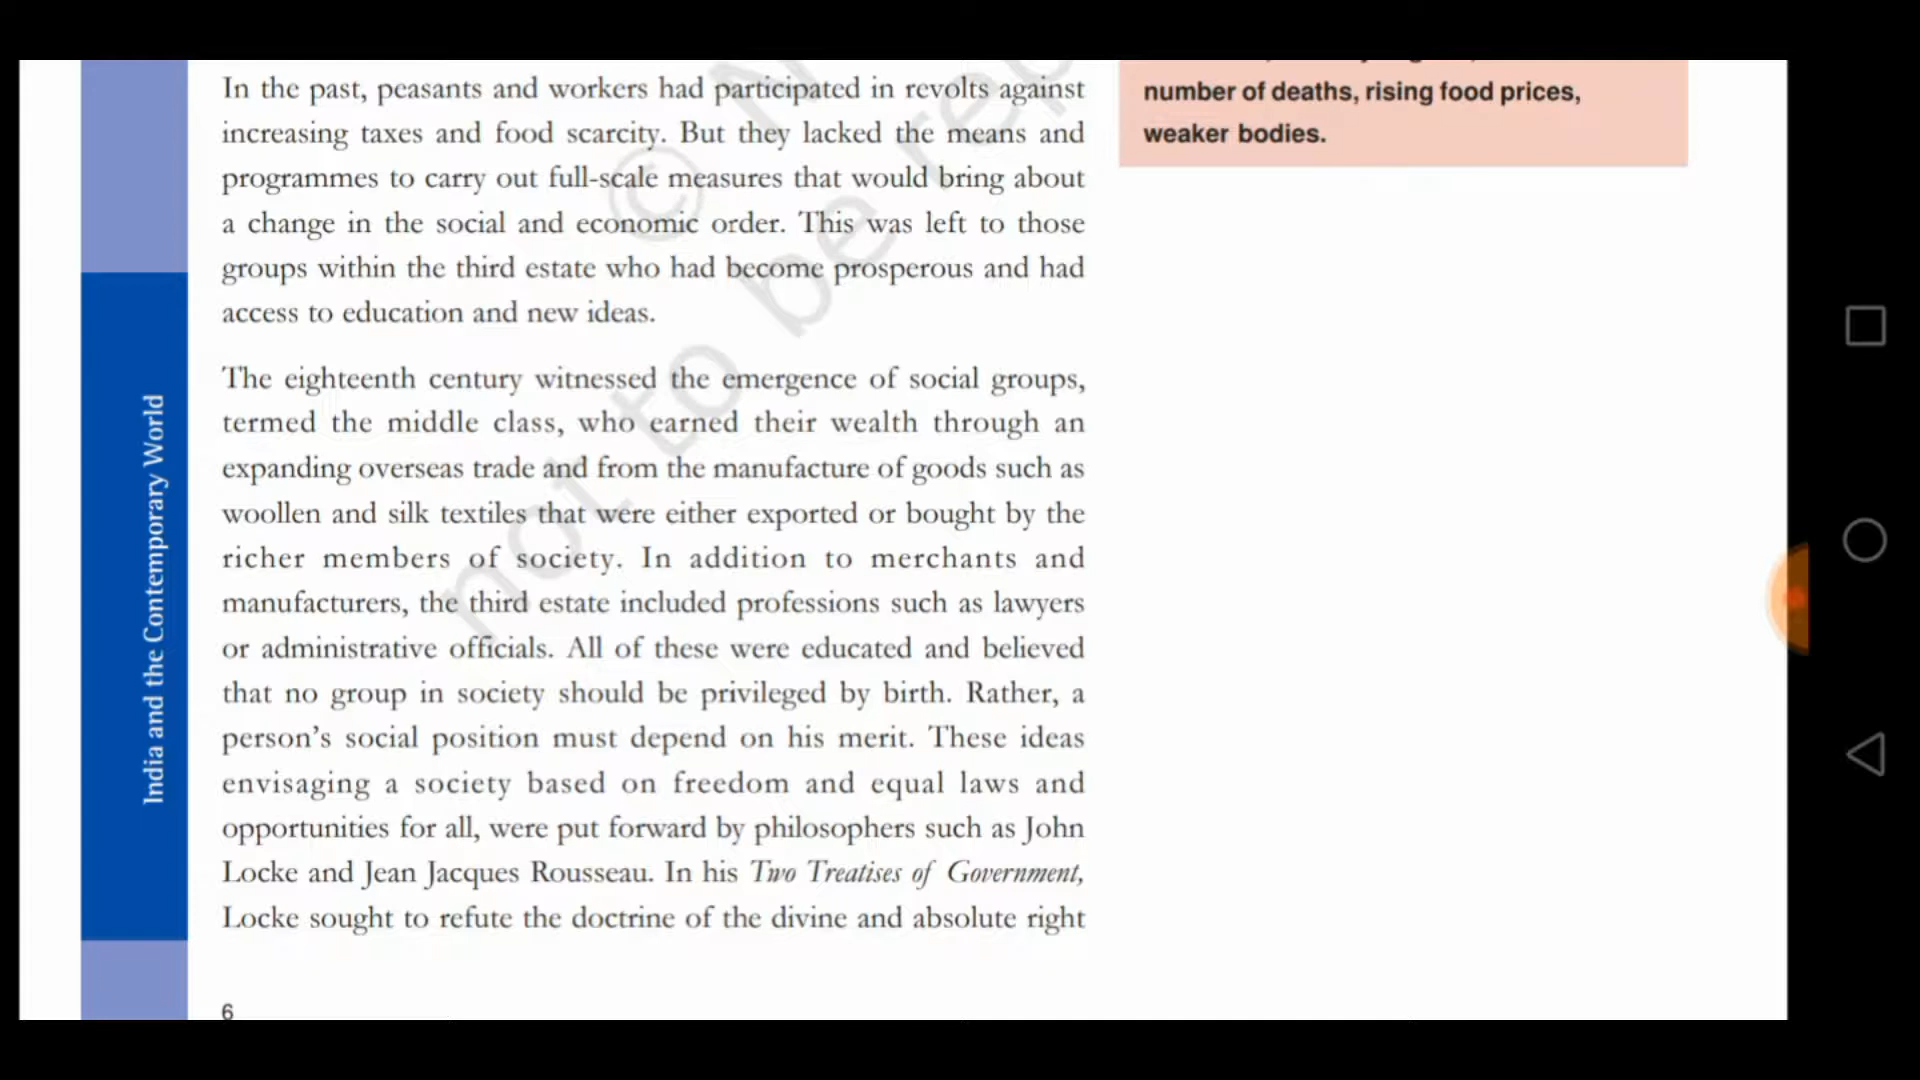 In the past, peasants and workers had participated in revolts against
increasing taxes and food scarcity. But they lacked the means and
programmes to carry out full-scale measures that would bring about
a change in the social and economic order. This was left to those
groups within the third estate who had become prosperous and had
access to education and new ideas.
The eighteenth century witnessed the emergence of social groups,
termed the middle class, who earned their wealth through an
expanding overseas trade and from the manufacture of goods such as
woollen and silk textiles that were either exported or bought by the
richer members of society. In addition to merchants and
manufacturers, the third estate included professions such as lawyers
or administrative officials. All of these were educated and believed
that no group in society should be privileged by birth. Rather, a
person’s social position must depend on his merit. These ideas
envisaging a society based on freedom and equal laws and
opportunities for all, were put forward by philosophers such as John
Locke and Jean Jacques Rousseau. In his Two Treatises of Government,
Locke sought to refute the doctrine of the divine and absolute right
6
number of deaths, rising food prices,
weaker bodies.
India and the Contemporary World
©
not to be rep